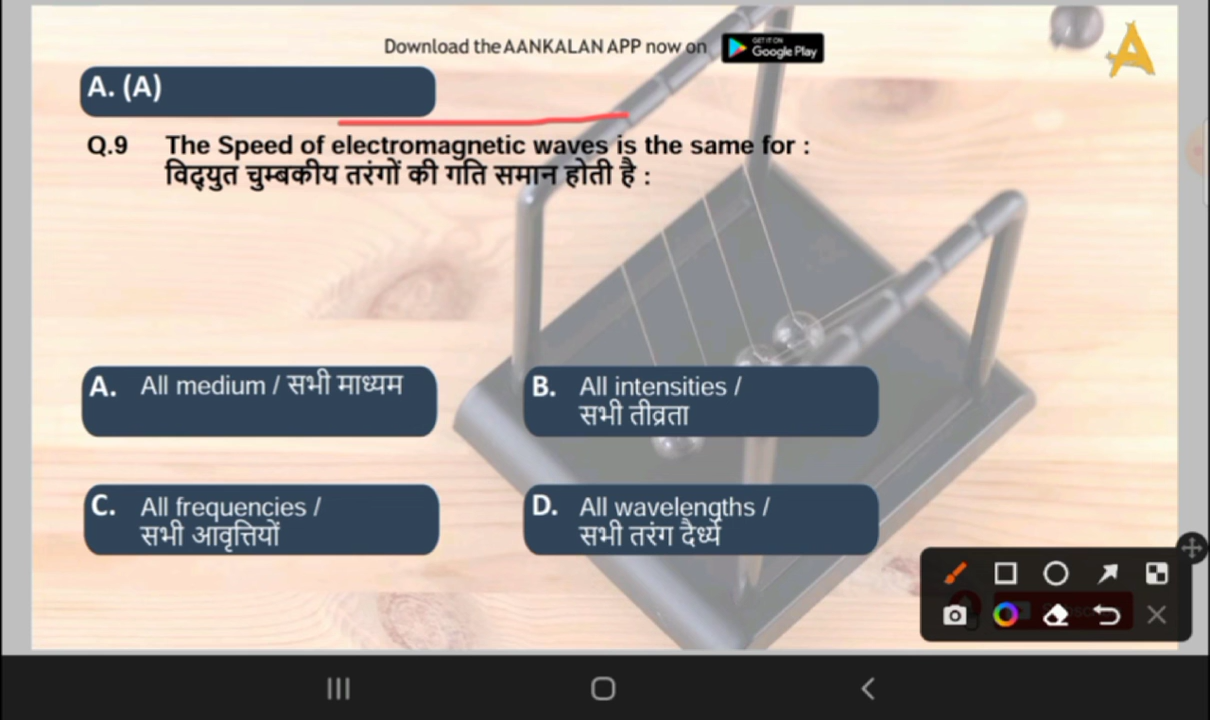 Download the AANKALAN APP now on
GET IT ON
Google Play
A
A. (A)
Q.9 The Speed of electromagnetic waves is the same for :
विद्युत चुम्बकीय तरंगों की गति समान होती है :
A. All medium / सभी माध्यम
B. All intensities /
सभी तीव्रता
C. All frequencies /
सभी आवृत्तियों
D. All wavelengths /
सभी तरंग दैर्ध्य